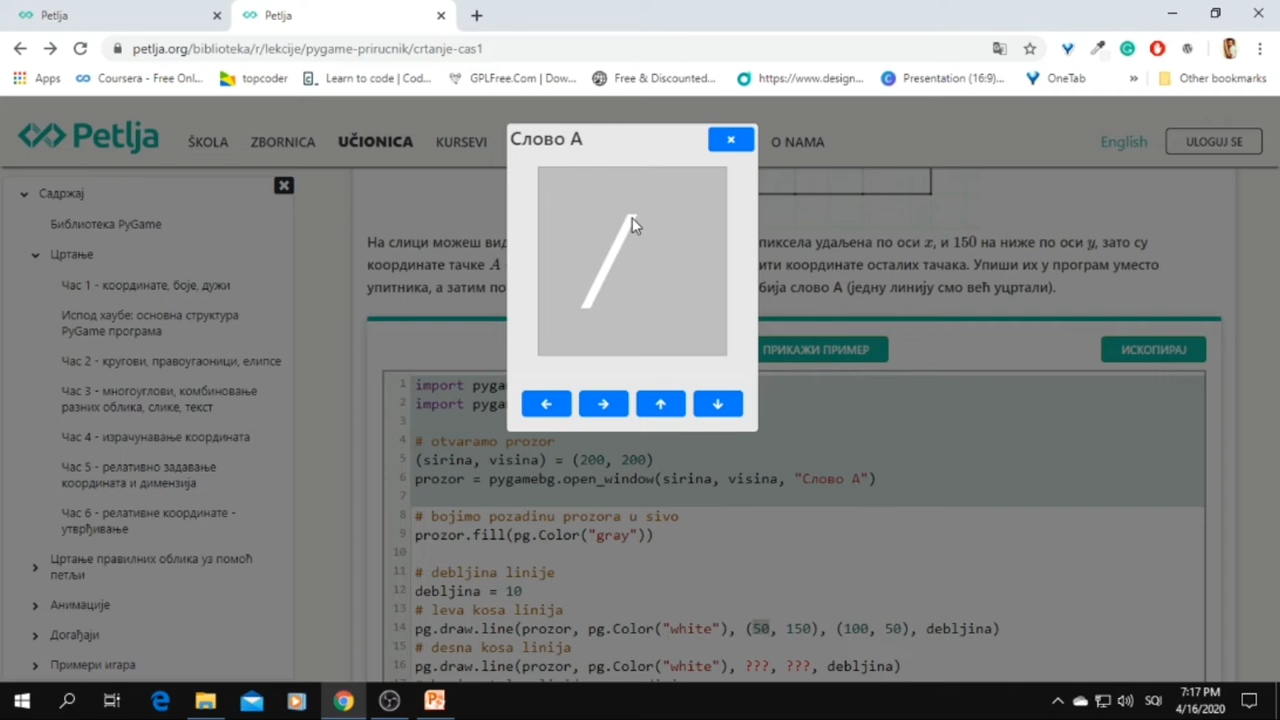 Petlja
Petlja
petlja.org/biblioteka/r/lekcije/pygame-prirucnik/crtanje-cas1
Apps
Coursera - Free Onl...
topcoder
Learn to code | Cod...
GPLFree.Com | Dow...
Free & Discounted...
https://www.design...
Presentation (16:9)...
OneTab
»
Other bookmarks
Petlja
ŠKOLA
ZBORNICA
UČIONICA
KURSEVI
O NAMA
English
ULOGUJ SE
Садржај
Библиотека PyGame
Цртање
Час 1 - координате, боје, дужи
Испод хаубе: основна структура
PyGame програма
Час 2 - кругови, правоугаоници, елипсе
Час 3 - многоуглови, комбиновање
разних облика, слике, текст
Час 4 - израчунавање координата
Час 5 - релативно задавање
координата и димензија
Час 6 - релативне координате -
утврђивање
Цртање правилних облика уз помоћ
петљи
Анимације
Догађаји
Примери игара
Слово А
На слици можеш вид
пиксела удаљена по оси x, и 150 на ниже по оси y, зато су
координате тачке A
ити координате осталих тачака. Упиши их у програм уместо
упитника, а затим по
бија слово А (једну линију смо већ уцртали).
ПРИКАЖИ ПРИМЕР
ИСКОПИРАЈ
1 import pyga
2 import pyga
3
4 # otvaramo prozor
5 (sirina, visina) = (200, 200)
6 prozor = pygamebg.open_window(sirina, visina, "Слово А")
7
8 # bojimo pozadinu prozora u sivo
9 prozor.fill(pg.Color("gray"))
10
11 # debljina linije
12 debljina = 10
13 # leva kosa linija
14 pg.draw.line(prozor, pg.Color("white"), (50, 150), (100, 50), debljina)
15 # desna kosa linija
16 pg.draw.line(prozor, pg.Color("white"), ???, ???, debljina)
SQI
7:17 PM
4/16/2020